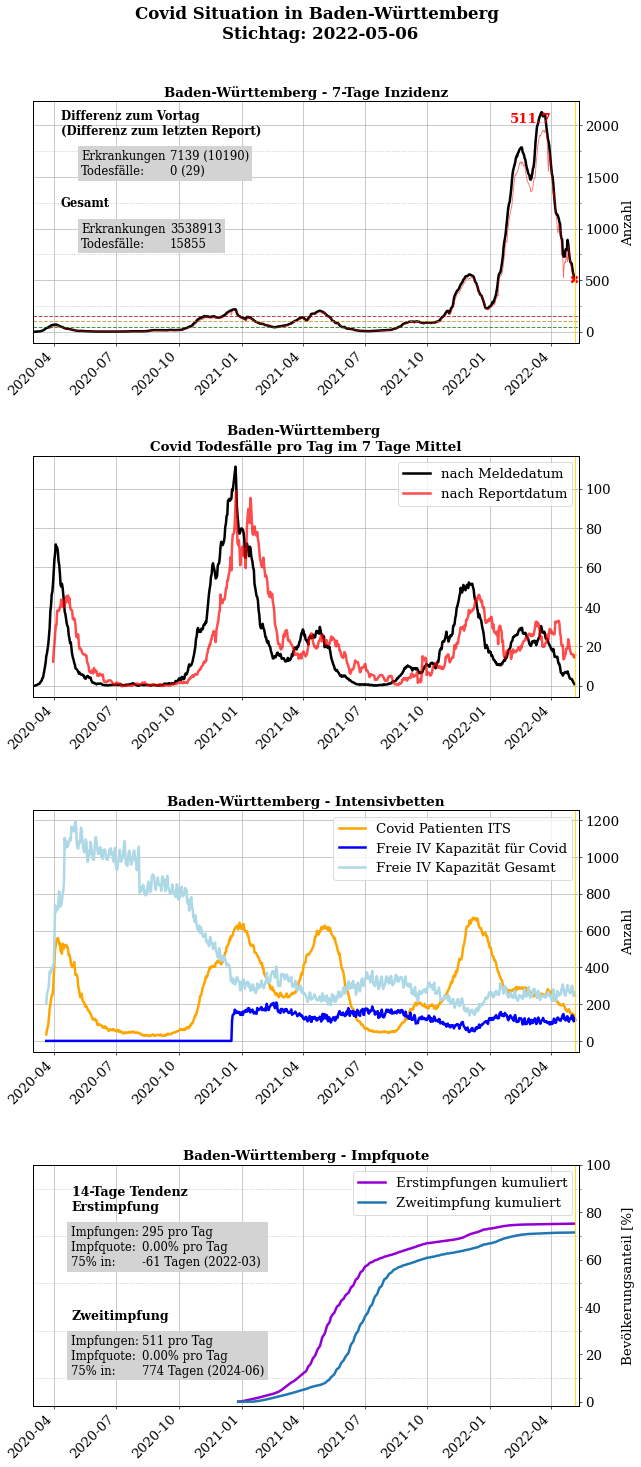 Covid Situation in Baden-Württemberg
Stichtag: 2022-05-06
Baden-Württemberg - 7-Tage Inzidenz
Differenz zum Vortag
(Differenz zum letzten Report)
Erkrankungen 7139 (10190)
Todesfälle: 0 (29)
Gesamt
Erkrankungen 3538913
Todesfälle: 15855
2000
1500
1000
500
0
Anzahl
2020-04
2020-07
2020-10
2021-01
2021-04
2021-07
2021-10
2022-01
2022-04
Baden-Württemberg
Covid Todesfälle pro Tag im 7 Tage Mittel
nach Meldedatum
nach Reportdatum
100
80
60
40
20
0
2020-04
2020-07
2020-10
2021-01
2021-04
2021-07
2021-10
2022-01
2022-04
Baden-Württemberg - Intensivbetten
Covid Patienten ITS
Freie IV Kapazität für Covid
Freie IV Kapazität Gesamt
1200
1000
800
600
400
200
0
Anzahl
2020-04
2020-07
2020-10
2021-01
2021-04
2021-07
2021-10
2022-01
2022-04
Baden-Württemberg - Impfquote
14-Tage Tendenz
Erstimpfung
Impfungen: 295 pro Tag
Impfquote: 0.00% pro Tag
75% in: -61 Tagen (2022-03)
Zweitimpfung
Impfungen: 511 pro Tag
Impfquote: 0.00% pro Tag
75% in: 774 Tagen (2024-06)
Erstimpfungen kumuliert
Zweitimpfung kumuliert
100
80
60
40
20
0
Bevölkerungsanteil [%]
2020-04
2020-07
2020-10
2021-01
2021-04
2021-07
2021-10
2022-01
2022-04